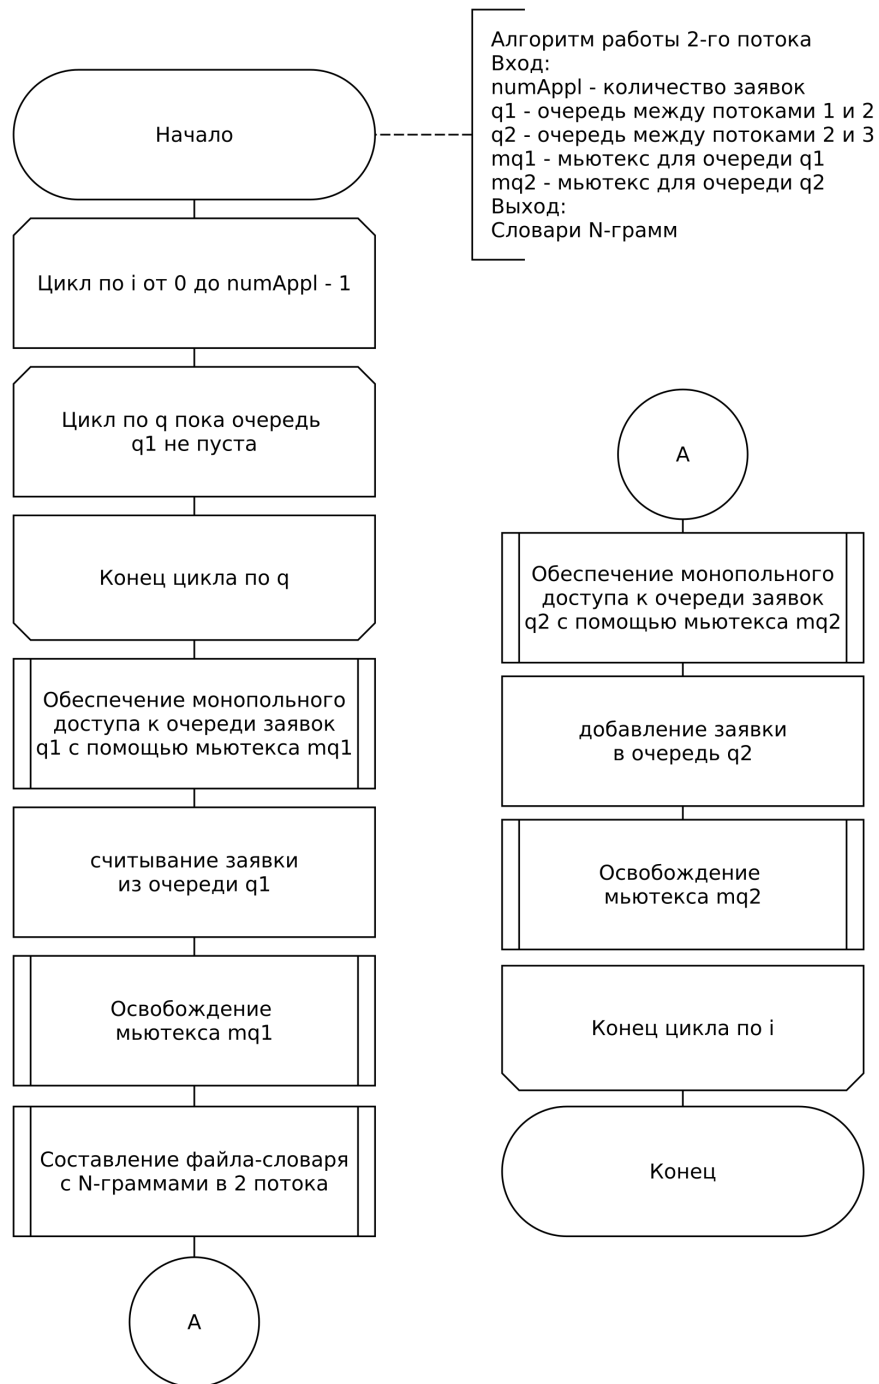 Алгоритм работы 2-го потока
Вход:
numAppl - количество заявок
q1 - очередь между потоками 1 и 2
q2 - очередь между потоками 2 и 3
mq1 - мьютекс для очереди q1
mq2 - мьютекс для очереди q2
Выход:
Словари N-грамм
Начало
Цикл по i от 0 до numAppl - 1
Цикл по q пока очередь
q1 не пуста
Конец цикла по q
Обеспечение монопольного
доступа к очереди заявок
q1 с помощью мьютекса mq1
считывание заявки
из очереди q1
Освобождение
мьютекса mq1
Составление файла-словаря
с N-граммами в 2 потока
A
A
Обеспечение монопольного
доступа к очереди заявок
q2 с помощью мьютекса mq2
добавление заявки
в очередь q2
Освобождение
мьютекса mq2
Конец цикла по i
Конец